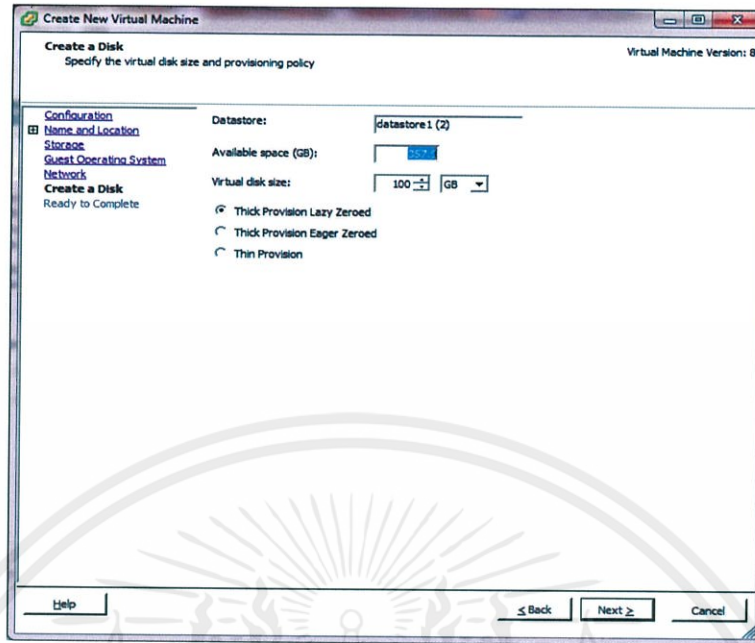 Create New Virtual Machine
Create a Disk
Specify the virtual disk size and provisioning policy
Virtual Machine Version: 8
Configuration
Name and Location
Storage
Guest Operating System
Network
Create a Disk
Ready to Complete
Datastore:
datastore1 (2)
Available space (GB):
Virtual disk size:
100
GB
Thick Provision Lazy Zeroed
Thick Provision Eager Zeroed
Thin Provision
Help
≤ Back
Next ≥
Cancel